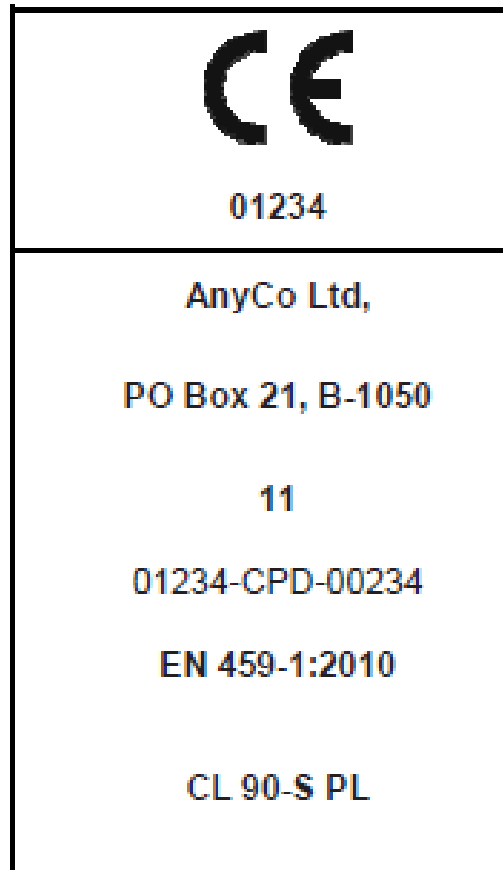 CE
01234
AnyCo Ltd,
PO Box 21, B-1050
11
01234-CPD-00234
EN 459-1:2010
CL 90-S PL